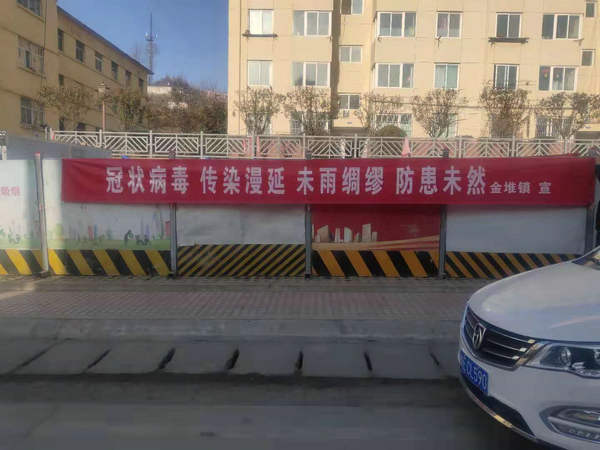 冠状病毒 传染漫延 未雨绸缪 防患未然 金堆镇 宣